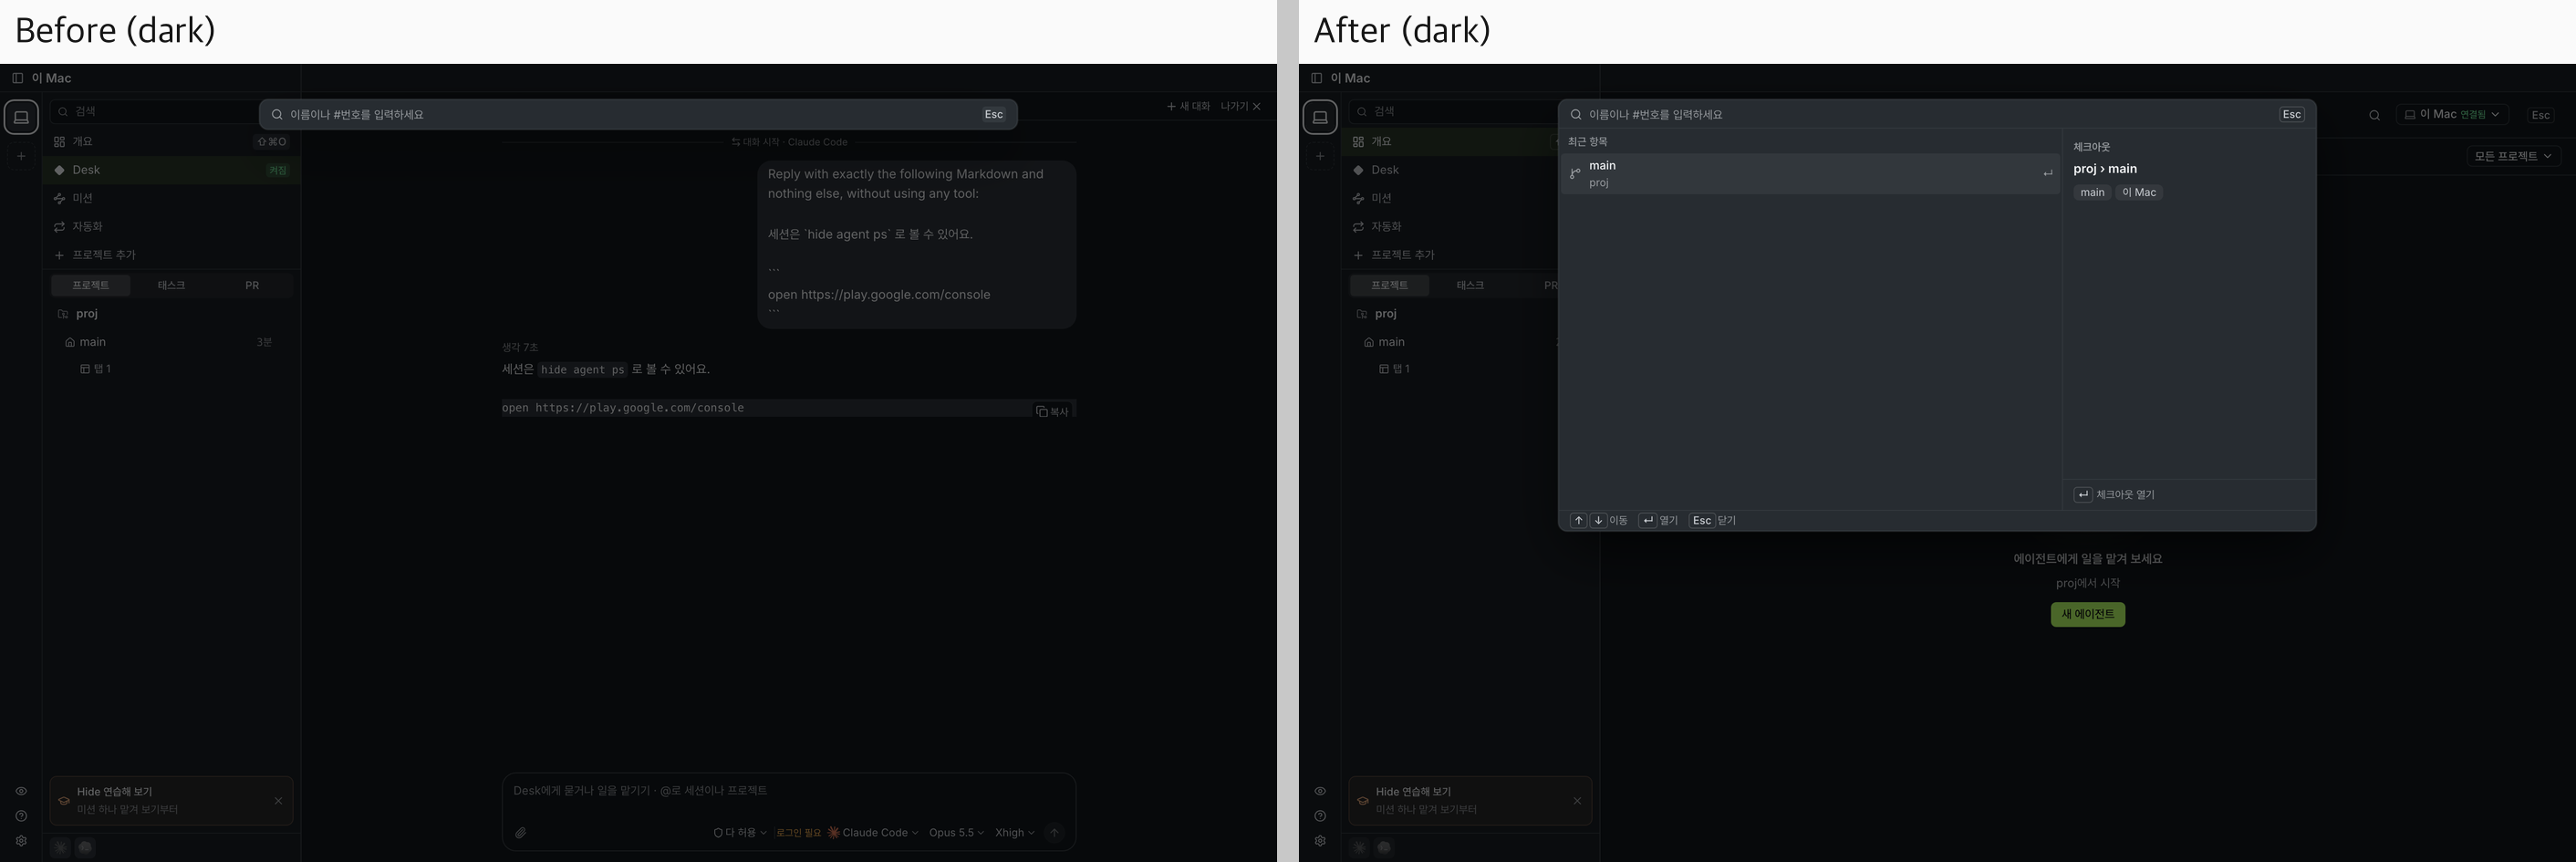 Before (dark)
이 Mac
검색
이름이나 #번호를 입력하세요
Esc
새 대화
나가기
개요
⇧⌘O
대화 시작 · Claude Code
Desk
켜짐
미션
자동화
프로젝트 추가
프로젝트
태스크
PR
proj
main
3분
탭 1
Reply with exactly the following Markdown and
nothing else, without using any tool:
세션은 `hide agent ps` 로 볼 수 있어요.
```
open https://play.google.com/console
```
생각 7초
세션은 hide agent ps 로 볼 수 있어요.
open https://play.google.com/console
복사
Hide 연습해 보기
미션 하나 맡겨 보기부터
Desk에게 묻거나 일을 맡기기 · @로 세션이나 프로젝트
다 허용
로그인 필요
Claude Code
Opus 5.5
Xhigh
After (dark)
이 Mac
검색
이름이나 #번호를 입력하세요
Esc
이 Mac 연결됨
Esc
모든 프로젝트
개요
Desk
미션
자동화
프로젝트 추가
프로젝트
태스크
PR
proj
main
탭 1
최근 항목
main
proj
체크아웃
proj › main
main
이 Mac
체크아웃 열기
↑ ↓ 이동
열기
Esc 닫기
에이전트에게 일을 맡겨 보세요
proj에서 시작
새 에이전트
Hide 연습해 보기
미션 하나 맡겨 보기부터